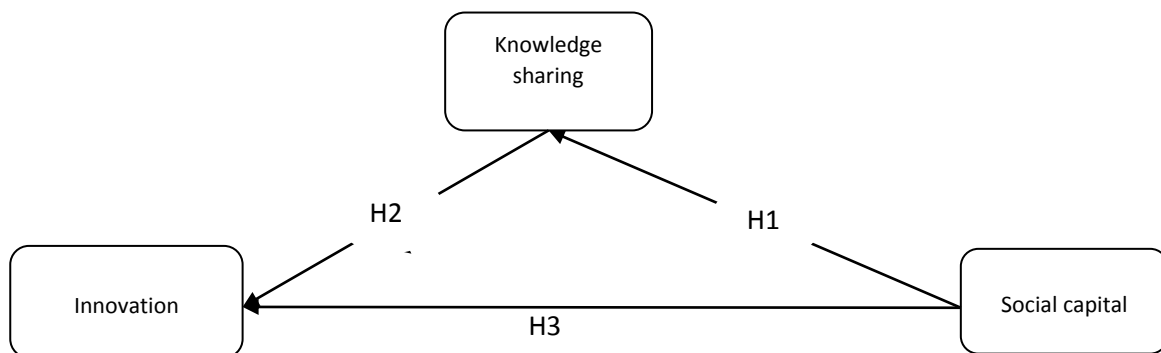 Knowledge
sharing
H2
H1
Innovation
Social capital
H3